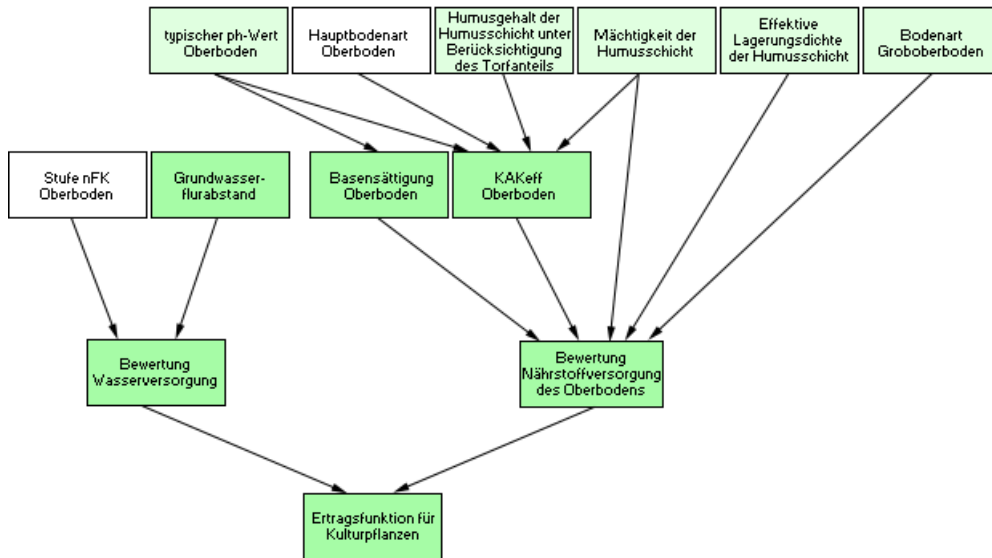 typischer ph-Wert
Oberboden
Hauptbodenart
Oberboden
Humusgehalt der
Humusschicht unter
Berücksichtigung
des Torfanteils
Mächtigkeit der
Humusschicht
Effektive
Lagerungsdichte
der Humusschicht
Bodenart
Groboberboden
Stufe nFK
Oberboden
Grundwasser-
flurabstand
Basensättigung
Oberboden
KAKeff
Oberboden
Bewertung
Wasserversorgung
Bewertung
Nährstoffversorgung
des Oberbodens
Ertragsfunktion für
Kulturpflanzen